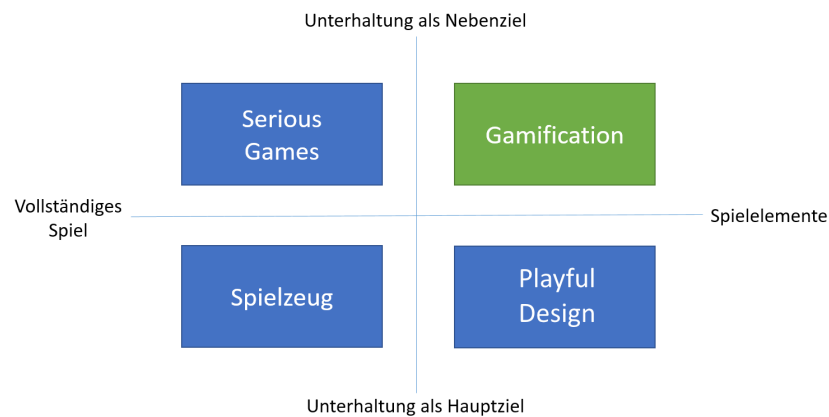 Unterhaltung als Nebenziel
Serious
Games
Gamification
Vollständiges
Spiel
Spielelemente
Spielzeug
Playful
Design
Unterhaltung als Hauptziel